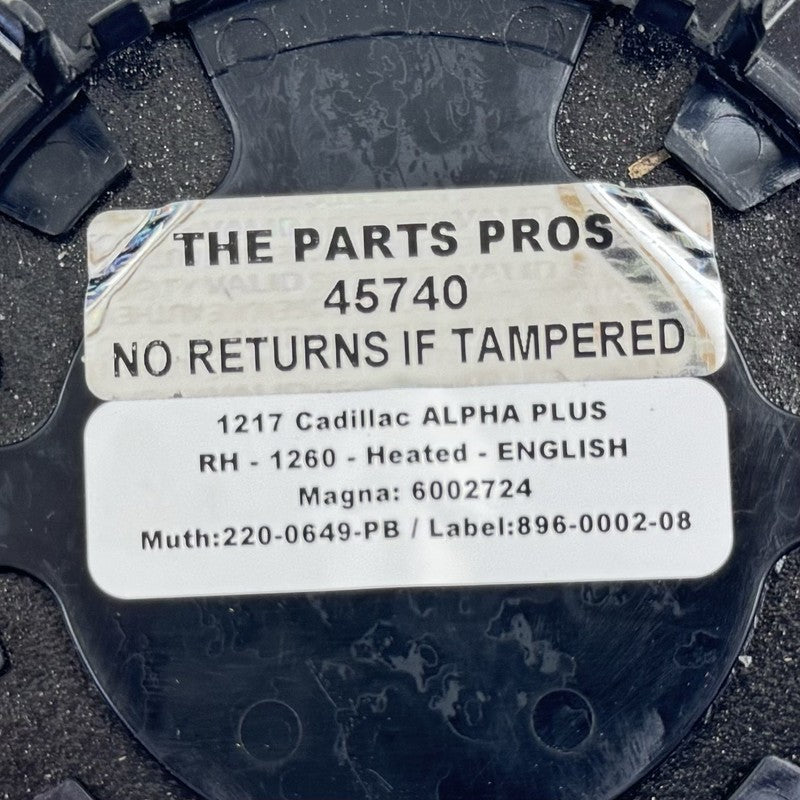 THE PARTS PROS
45740
NO RETURNS IF TAMPERED
1217 Cadillac ALPHA PLUS
RH - 1260 - Heated - ENGLISH
Magna: 6002724
Muth:220-0649-PB / Label:896-0002-08